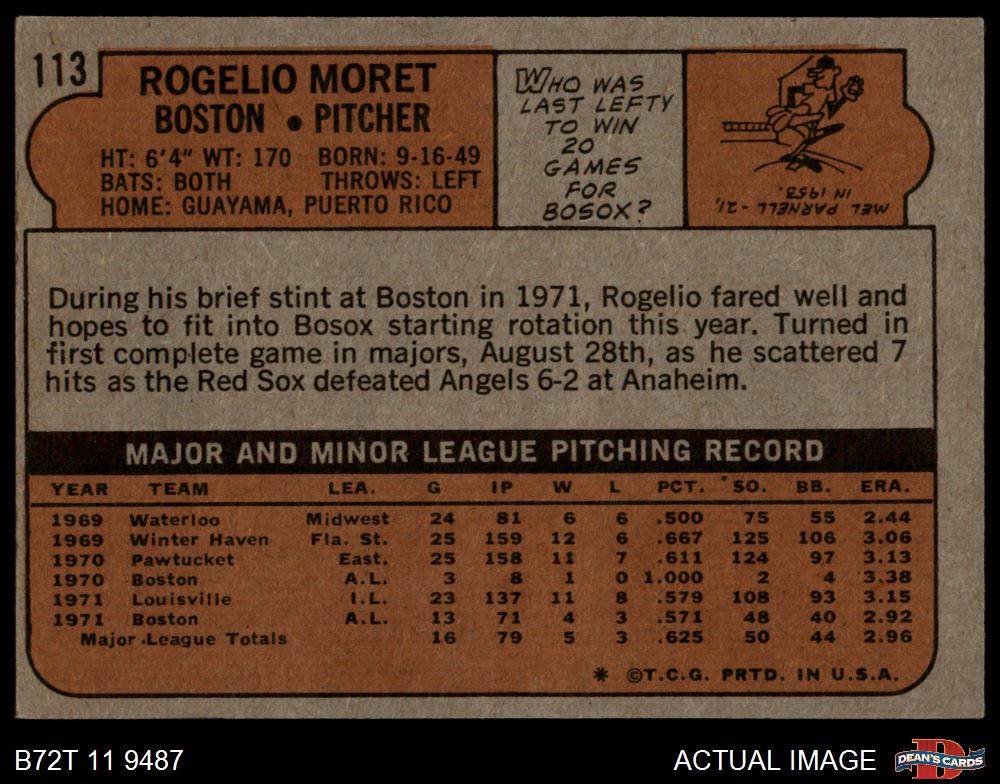 113
ROGELIO MORET
BOSTON • PITCHER
HT: 6'4" WT: 170 BORN: 9-16-49
BATS: BOTH THROWS: LEFT
HOME: GUAYAMA, PUERTO RICO
WHO WAS
LAST LEFTY
TO WIN
20
GAMES
FOR
BOSOX?
MEL PARNELL - 21,
IN 1953.
During his brief stint at Boston in 1971, Rogelio fared well and
hopes to fit into Bosox starting rotation this year. Turned in
first complete game in majors, August 28th, as he scattered 7
hits as the Red Sox defeated Angels 6-2 at Anaheim.
MAJOR AND MINOR LEAGUE PITCHING RECORD
YEAR TEAM LEA. G IP W L PCT. SO. BB. ERA.
1969 Waterloo Midwest 24 81 6 6 .500 75 55 2.44
1969 Winter Haven Fla. St. 25 159 12 6 .667 125 106 3.06
1970 Pawtucket East. 25 158 11 7 .611 124 97 3.13
1970 Boston A.L. 3 8 1 0 1.000 2 4 3.38
1971 Louisville I.L. 23 137 11 8 .579 108 93 3.15
1971 Boston A.L. 13 71 4 3 .571 48 40 2.92
Major League Totals 16 79 5 3 .625 50 44 2.96
* ©T.C.G. PRTD. IN U.S.A.
B72T 11 9487
ACTUAL IMAGE
D
DEAN'S CARDS